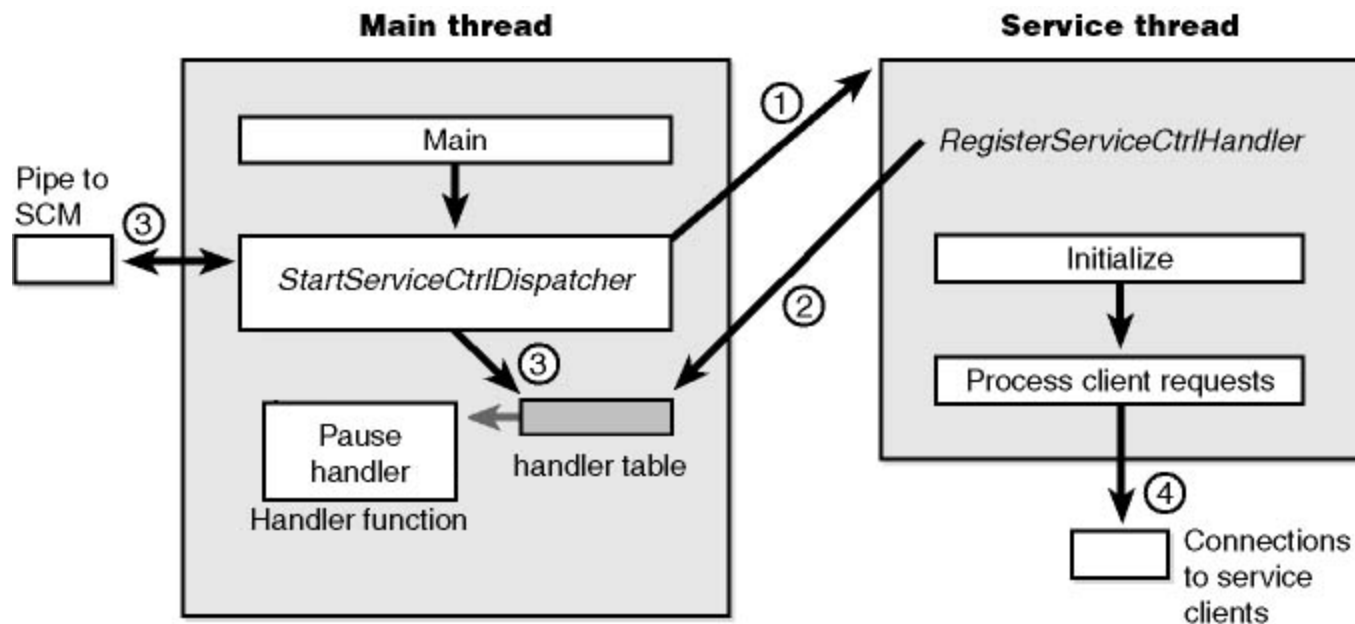 Main thread
Service thread
①
Main
RegisterServiceCtrlHandler
Pipe to
SCM
③
StartServiceCtrlDispatcher
Initialize
②
③
Process client requests
Pause
handler
handler table
Handler function
④
Connections
to service
clients